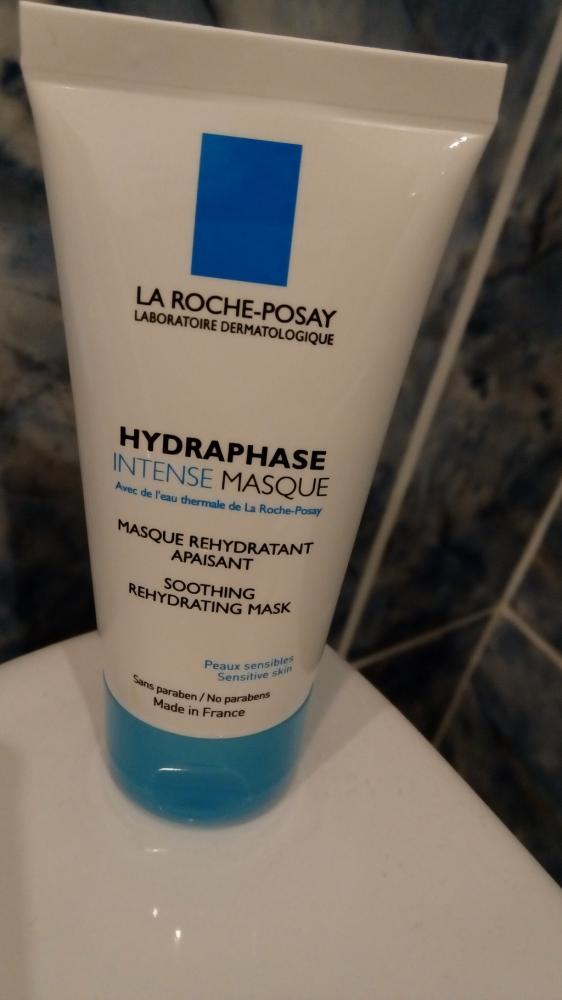 LA ROCHE-POSAY
LABORATOIRE DERMATOLOGIQUE
HYDRAPHASE
INTENSE MASQUE
Avec de l'eau thermale de La Roche-Posay
MASQUE REHYDRATANT
APAISANT
SOOTHING
REHYDRATING MASK
Peaux sensibles
Sensitive skin
Sans paraben / No parabens
Made in France